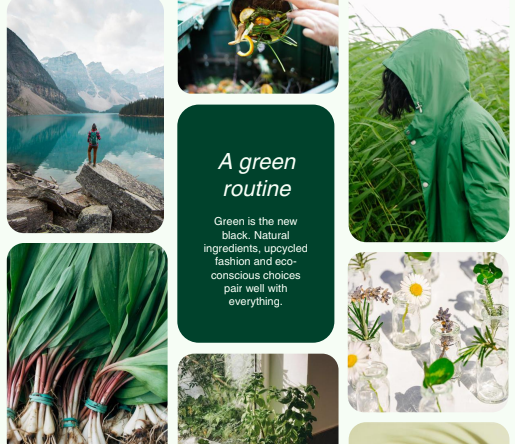 A green
routine
Green is the new
black. Natural
ingredients, upcycled
fashion and eco-
conscious choices
pair well with
everything.